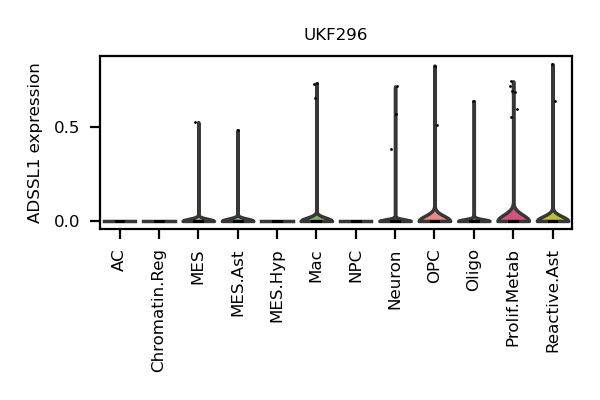 UKF296
ADSSL1 expression
0.5
0.0
AC
Chromatin.Reg
MES
MES.Ast
MES.Hyp
Mac
NPC
Neuron
OPC
Oligo
Prolif.Metab
Reactive.Ast